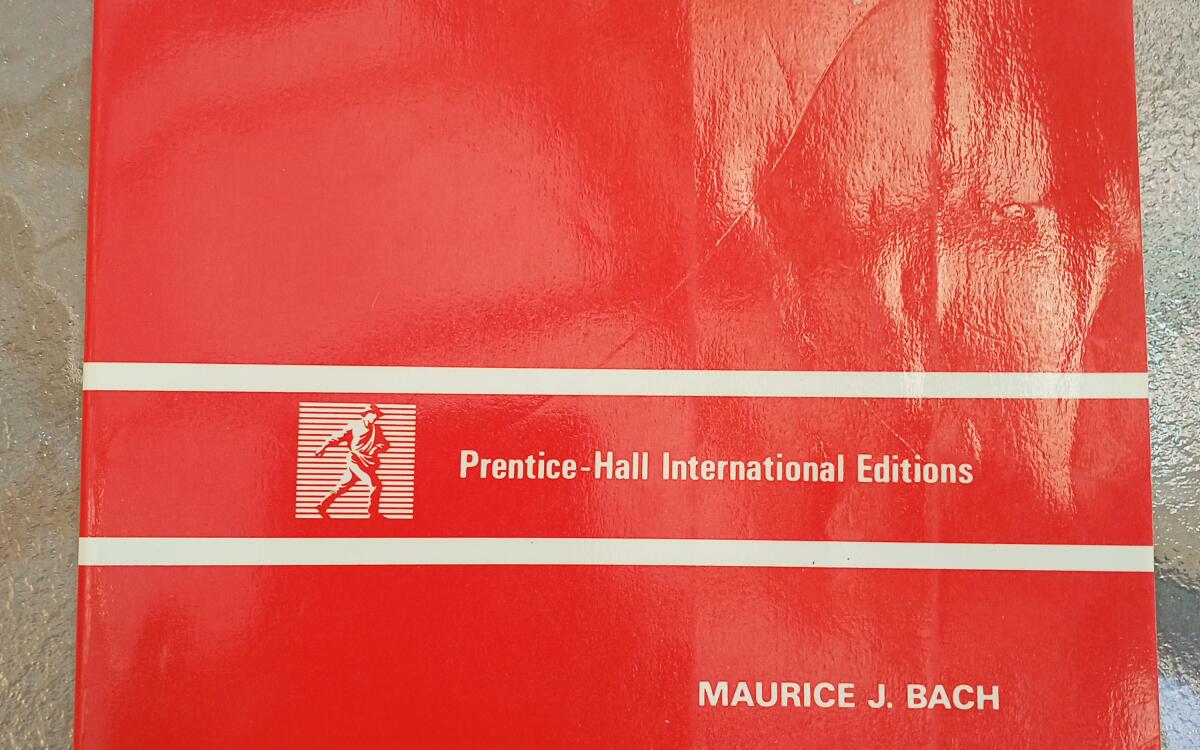 Prentice-Hall International Editions
MAURICE J. BACH